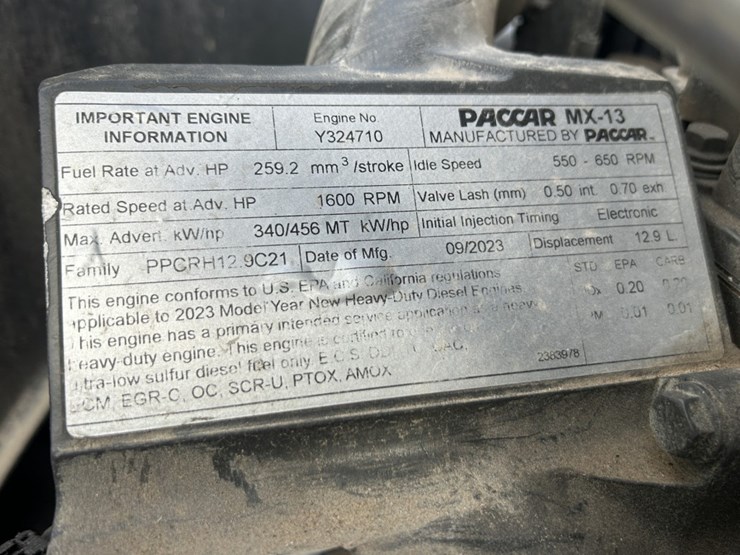 IMPORTANT ENGINE INFORMATION
Engine No
Y324710
PACCAR MX-13
MANUFACTURED BY PACCAR
Fuel Rate at Adv. HP 259.2 mm³/stroke
Idle Speed 550 - 650 RPM
Rated Speed at Adv. HP 1600 RPM
Valve Lash (mm) 0.50 int. 0.70 exh
Max. Advert. kW/hp 340/456 MT kW/hp
Initial Injection Timing Electronic
Family PPCRH12.9C21
Date of Mfg. 09/2023
Displacement 12.9 L
This engine conforms to U.S. EPA and California regulations
applicable to 2023 Model Year New Heavy-Duty Diesel Engines
This engine has a primary intended service application as a heavy
heavy-duty engine. This engine is certified to
ultra-low sulfur diesel fuel only. E.C.S.
ECM, EGR-C, OC, SCR-U, PTOX, AMOX
STD EPA CARB
0.20
0.01 0.01
2383978